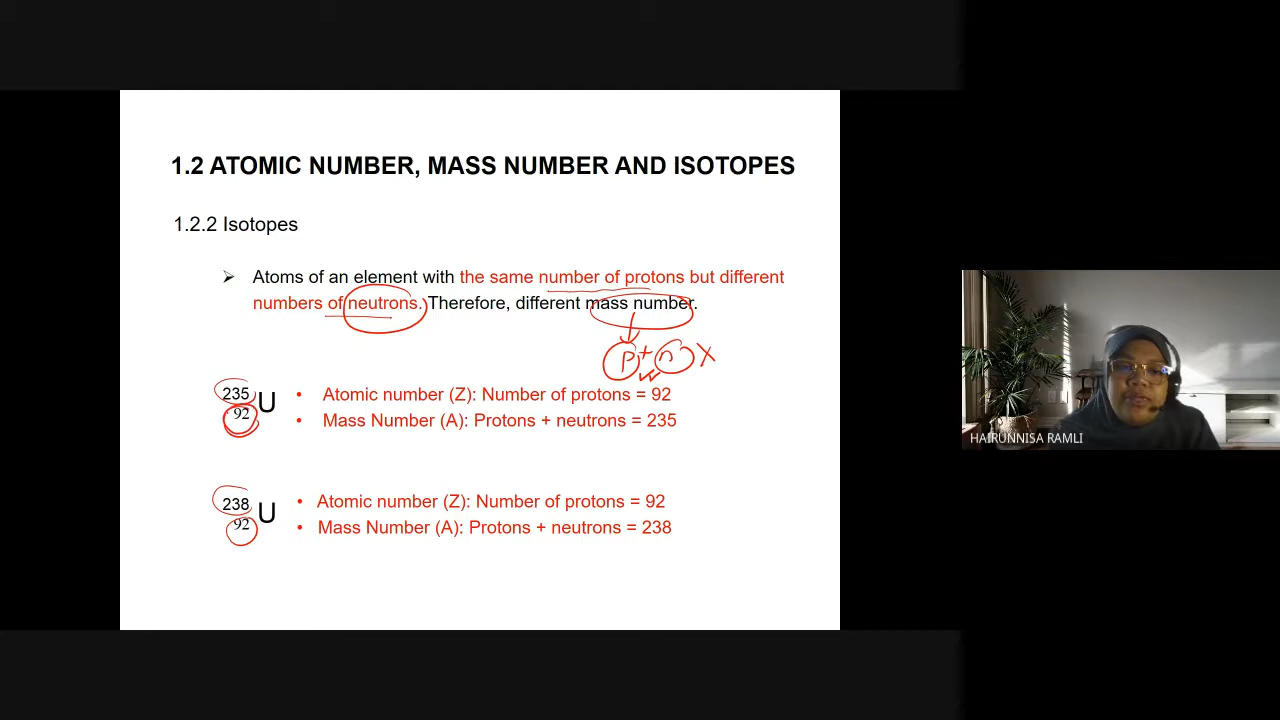 1.2 ATOMIC NUMBER, MASS NUMBER AND ISOTOPES
1.2.2 Isotopes
➢ Atoms of an element with the same number of protons but different
numbers of neutrons. Therefore, different mass number.
p + n X
235
92 U
• Atomic number (Z): Number of protons = 92
• Mass Number (A): Protons + neutrons = 235
238
92 U
• Atomic number (Z): Number of protons = 92
• Mass Number (A): Protons + neutrons = 238
HAIRUNNISA RAMLI